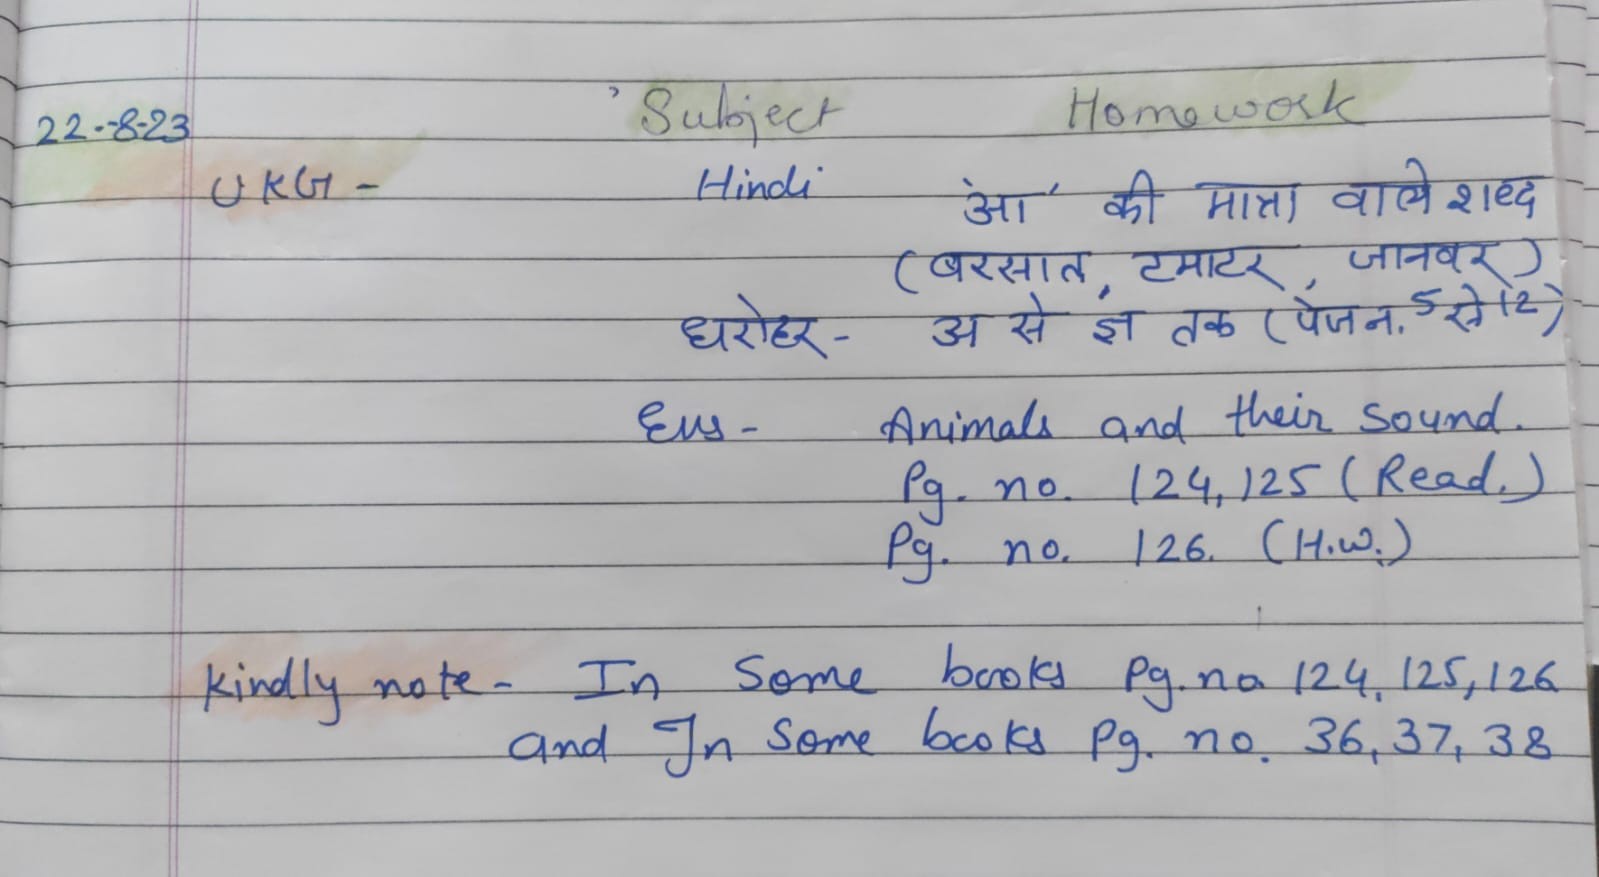 Subject Homework
22-8-23
UKG - Hindi 'आ' की मात्रा वाले शब्द
(बरसात, टमाटर, जानवर)
धरोहर - अ से ज्ञ तक (पेज न. 5 से 12)
Evs - Animals and their sound.
Pg. no. 124, 125 (Read.)
Pg. no. 126. (H.w.)
Kindly note - In Some books Pg. no 124, 125, 126
and In Some books Pg. no. 36, 37, 38